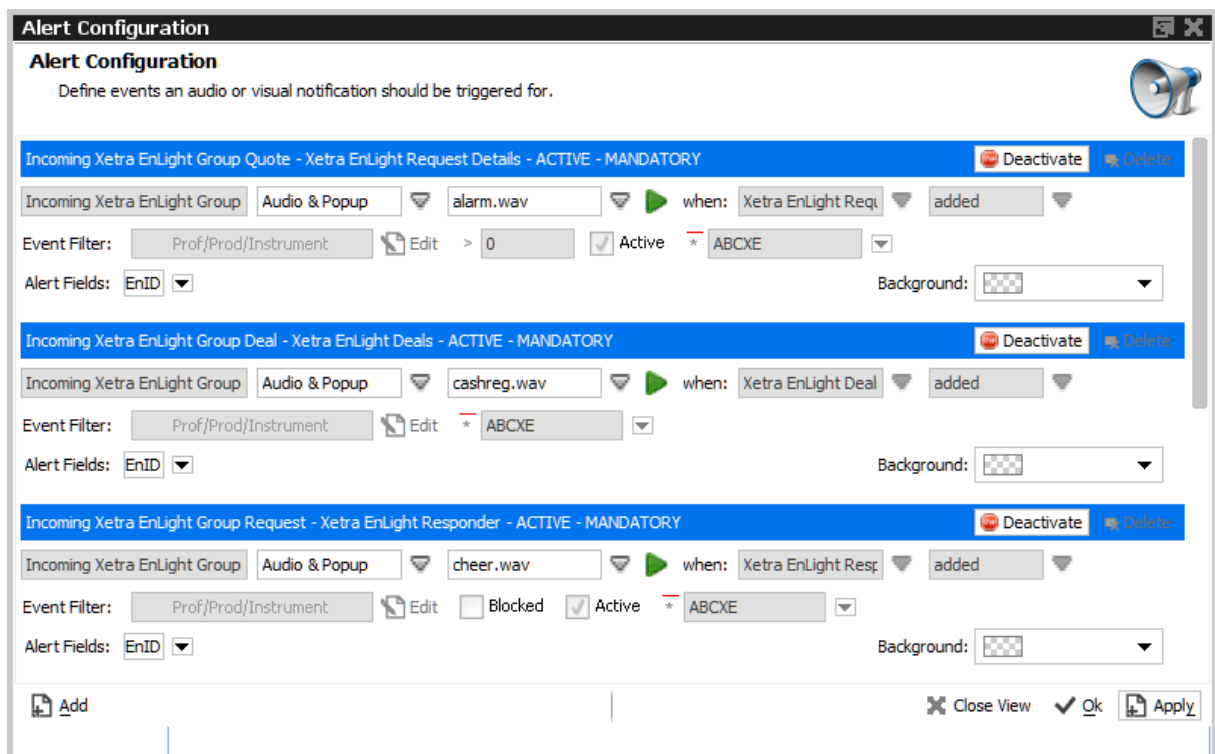 Alert Configuration
Alert Configuration
Define events an audio or visual notification should be triggered for.
Incoming Xetra EnLight Group Quote - Xetra EnLight Request Details - ACTIVE - MANDATORY Deactivate Delete
Incoming Xetra EnLight Group Audio & Popup alarm.wav when: Xetra EnLight Requ added
Event Filter: Prof/Prod/Instrument Edit > 0 Active * ABCXE
Alert Fields: EnID Background:
Incoming Xetra EnLight Group Deal - Xetra EnLight Deals - ACTIVE - MANDATORY Deactivate Delete
Incoming Xetra EnLight Group Audio & Popup cashreg.wav when: Xetra EnLight Deal added
Event Filter: Prof/Prod/Instrument Edit * ABCXE
Alert Fields: EnID Background:
Incoming Xetra EnLight Group Request - Xetra EnLight Responder - ACTIVE - MANDATORY Deactivate Delete
Incoming Xetra EnLight Group Audio & Popup cheer.wav when: Xetra EnLight Resp added
Event Filter: Prof/Prod/Instrument Edit Blocked Active * ABCXE
Alert Fields: EnID Background:
Add Close View Ok Apply